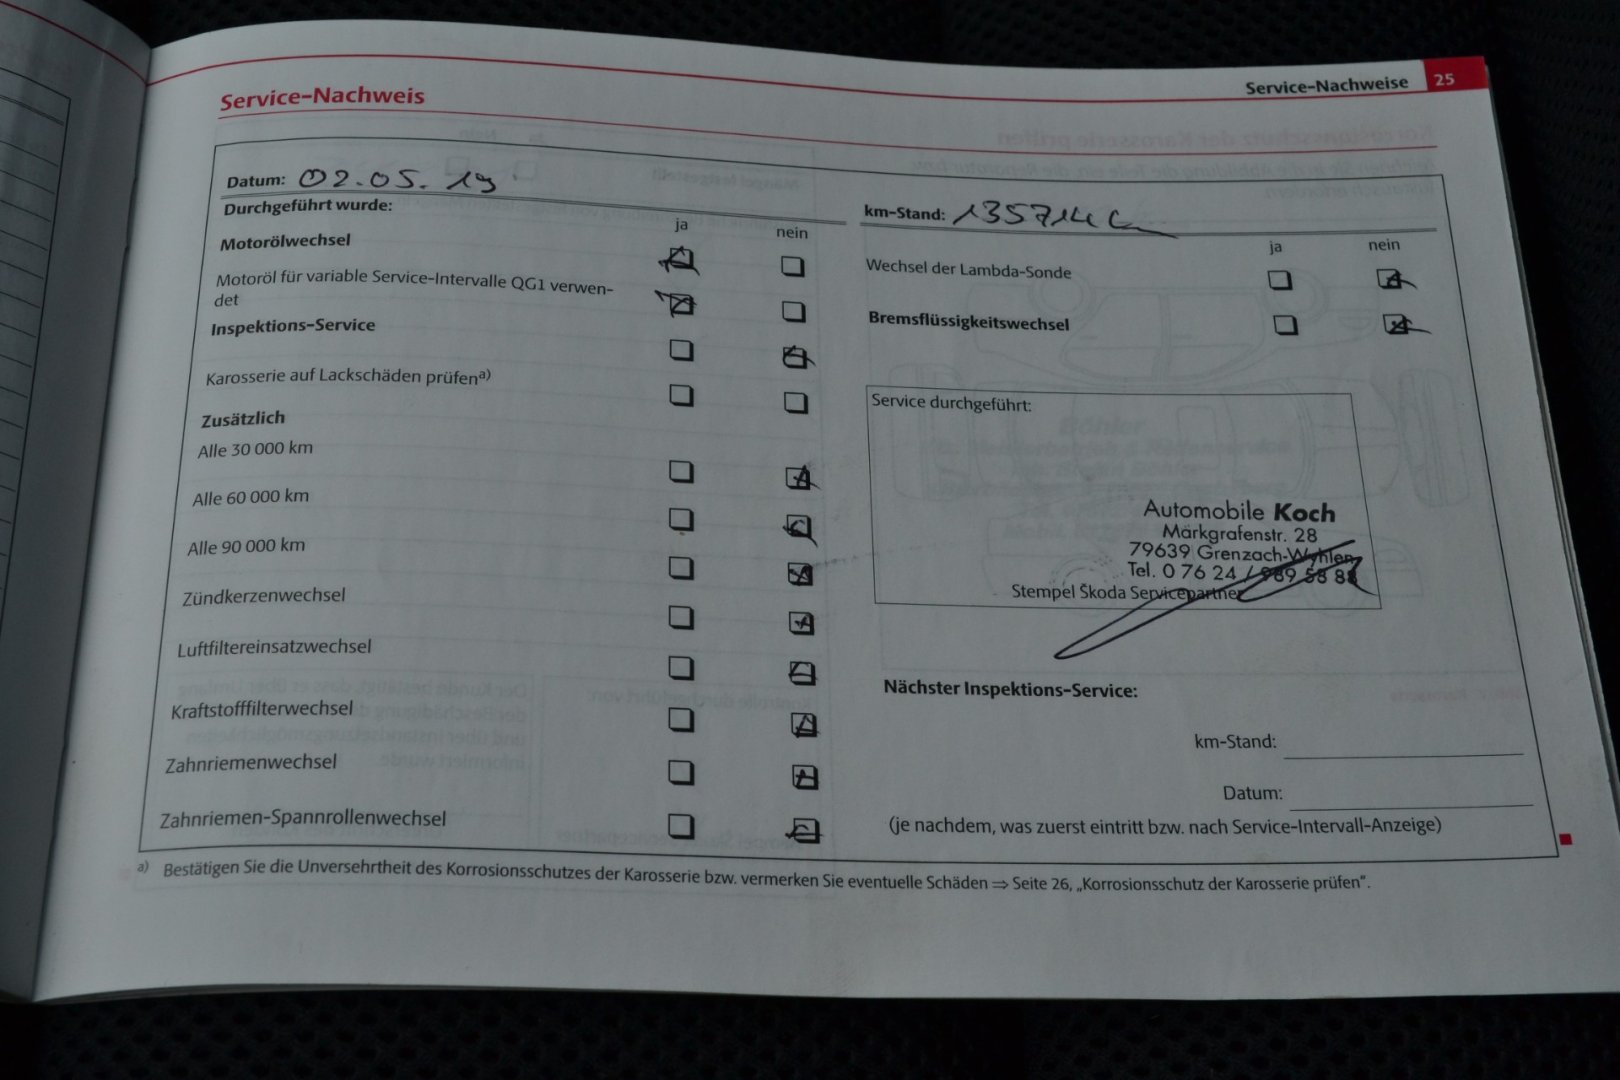 Service-Nachweise 25
Service-Nachweis
Datum: 02.05.19
Durchgeführt wurde:
ja nein
Motorölwechsel
Motoröl für variable Service-Intervalle QG1 verwen-
det
Inspektions-Service
Karosserie auf Lackschäden prüfen a)
Zusätzlich
Alle 30 000 km
Alle 60 000 km
Alle 90 000 km
Zündkerzenwechsel
Luftfiltereinsatzwechsel
Kraftstofffilterwechsel
Zahnriemenwechsel
Zahnriemen-Spannrollenwechsel
km-Stand: 135714
ja nein
Wechsel der Lambda-Sonde
Bremsflüssigkeitswechsel
Service durchgeführt:
Automobile Koch
Markgrafenstr. 28
79639 Grenzach-Wyhlen
Tel. 0 76 24 / 989 58 88
Stempel Škoda Servicepartner
Nächster Inspektions-Service:
km-Stand:
Datum:
(je nachdem, was zuerst eintritt bzw. nach Service-Intervall-Anzeige)
a) Bestätigen Sie die Unversehrtheit des Korrosionsschutzes der Karosserie bzw. vermerken Sie eventuelle Schäden ⇒ Seite 26, „Korrosionsschutz der Karosserie prüfen“.